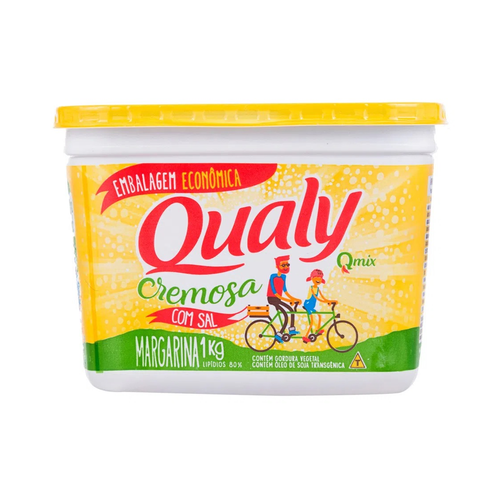 EMBALAGEM ECONÔMICA
Qualy
Qmix
Cremosa
COM SAL
MARGARINA 1Kg
LIPÍDIOS 80%
CONTÉM GORDURA VEGETAL
CONTÉM ÓLEO DE SOJA TRANSGÊNICA
T